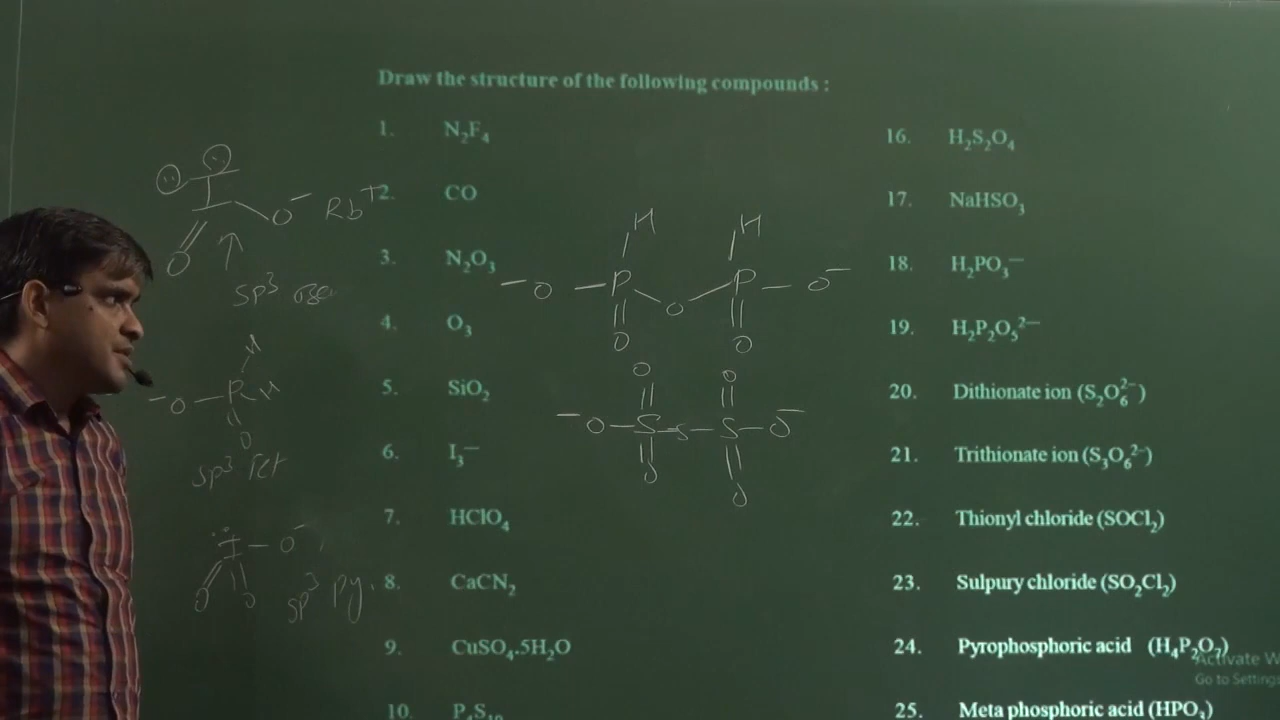 Draw the structure of the following compounds :
1. N₂F₄
2. CO
3. N₂O₃
4. O₃
5. SiO₂
6. I₃⁻
7. HClO₄
8. CaCN₂
9. CuSO₄.5H₂O
10. P₄S₁₀
16. H₂S₂O₄
17. NaHSO₃
18. H₂PO₃⁻
19. H₂P₂O₅²⁻
20. Dithionate ion (S₂O₆²⁻)
21. Trithionate ion (S₃O₆²⁻)
22. Thionyl chloride (SOCl₂)
23. Sulpury chloride (SO₂Cl₂)
24. Pyrophosphoric acid (H₄P₂O₇)
25. Meta phosphoric acid (HPO₃)
I
O⁻ Rb⁺
O
sp³
H
⁻O P H
O
sp³ Tet
I O⁻
O O
sp³ Py.
H H
⁻O P O P O⁻
O O
O O
⁻O S S S O⁻
O O
Activate W
Go to Settings